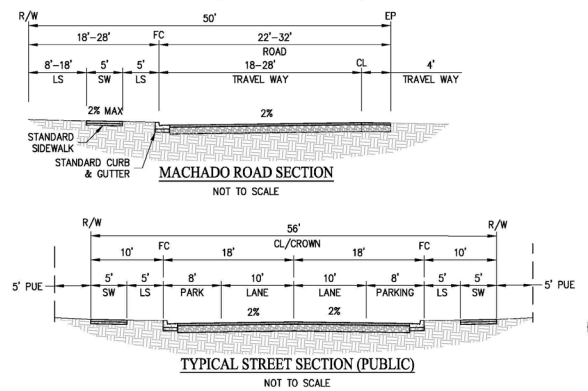 R/W
50'
EP
18'-28'
FC
22'-32'
ROAD
8'-18'
LS
5'
SW
5'
LS
18-28'
TRAVEL WAY
CL
4'
TRAVEL WAY
2% MAX
2%
STANDARD
SIDEWALK
STANDARD CURB
& GUTTER
MACHADO ROAD SECTION
NOT TO SCALE
R/W
56'
R/W
10'
FC
18'
CL/CROWN
18'
FC
10'
5' PUE
5'
SW
5'
LS
8'
PARK
10'
LANE
10'
LANE
8'
PARKING
5'
LS
5'
SW
5' PUE
2%
2%
TYPICAL STREET SECTION (PUBLIC)
NOT TO SCALE